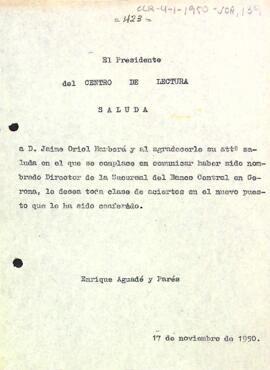 CLR-4-1-1950-SOR, 139
= 423 =
El Presidente
del CENTRO DE LECTURA
SALUDA
a D. Jaime Oriol Barberá y al agradecerle su attº sa-
luda en el que se complace en comunicar haber sido nom-
brado Director de la Sucursal del Banco Central en Ge-
rona, le desea toda clase de aciertos en el nuevo pues-
to que le ha sido conferido.
Enrique Aguadé y Parés
17 de noviembre de 1950.